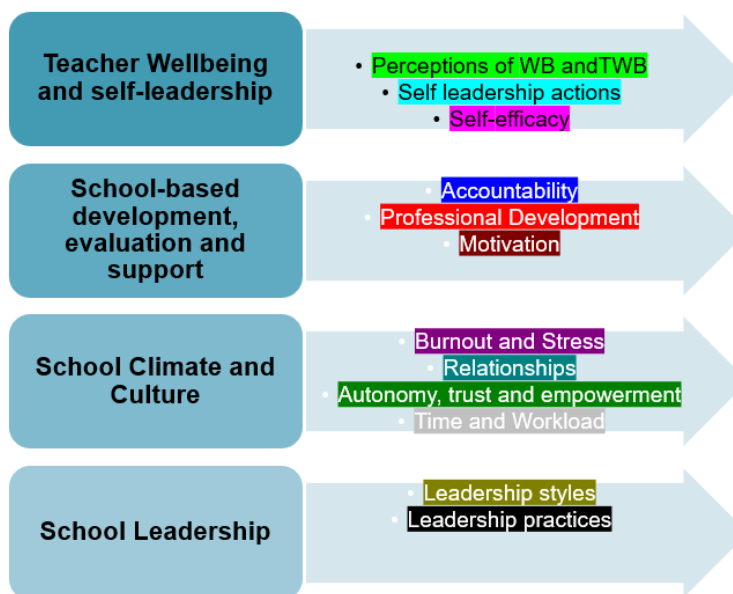 Teacher Wellbeing
and self-leadership
• Perceptions of WB andTWB
• Self leadership actions
• Self-efficacy
School-based
development,
evaluation and
support
• Accountability
• Professional Development
• Motivation
School Climate and
Culture
• Burnout and Stress
• Relationships
• Autonomy, trust and empowerment
• Time and Workload
School Leadership
• Leadership styles
• Leadership practices